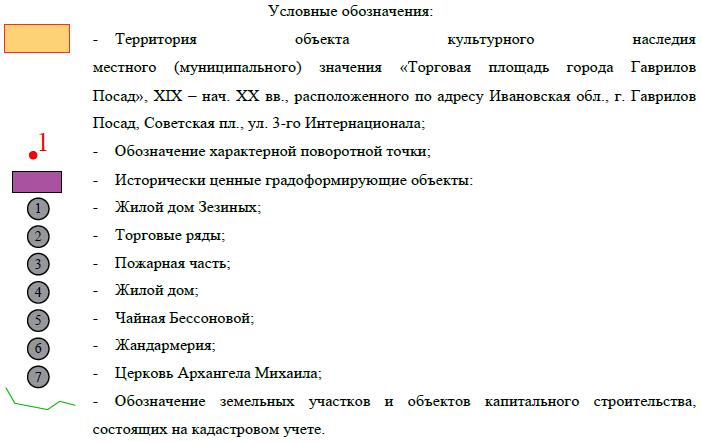 Условные обозначения:
- Территория объекта культурного наследия
местного (муниципального) значения «Торговая площадь города Гаврилов
Посад», XIX – нач. XX вв., расположенного по адресу Ивановская обл., г. Гаврилов
Посад, Советская пл., ул. 3-го Интернационала;
1 - Обозначение характерной поворотной точки;
- Исторически ценные градоформирующие объекты:
1 - Жилой дом Зезиных;
2 - Торговые ряды;
3 - Пожарная часть;
4 - Жилой дом;
5 - Чайная Бессоновой;
6 - Жандармерия;
7 - Церковь Архангела Михаила;
- Обозначение земельных участков и объектов капитального строительства,
состоящих на кадастровом учете.